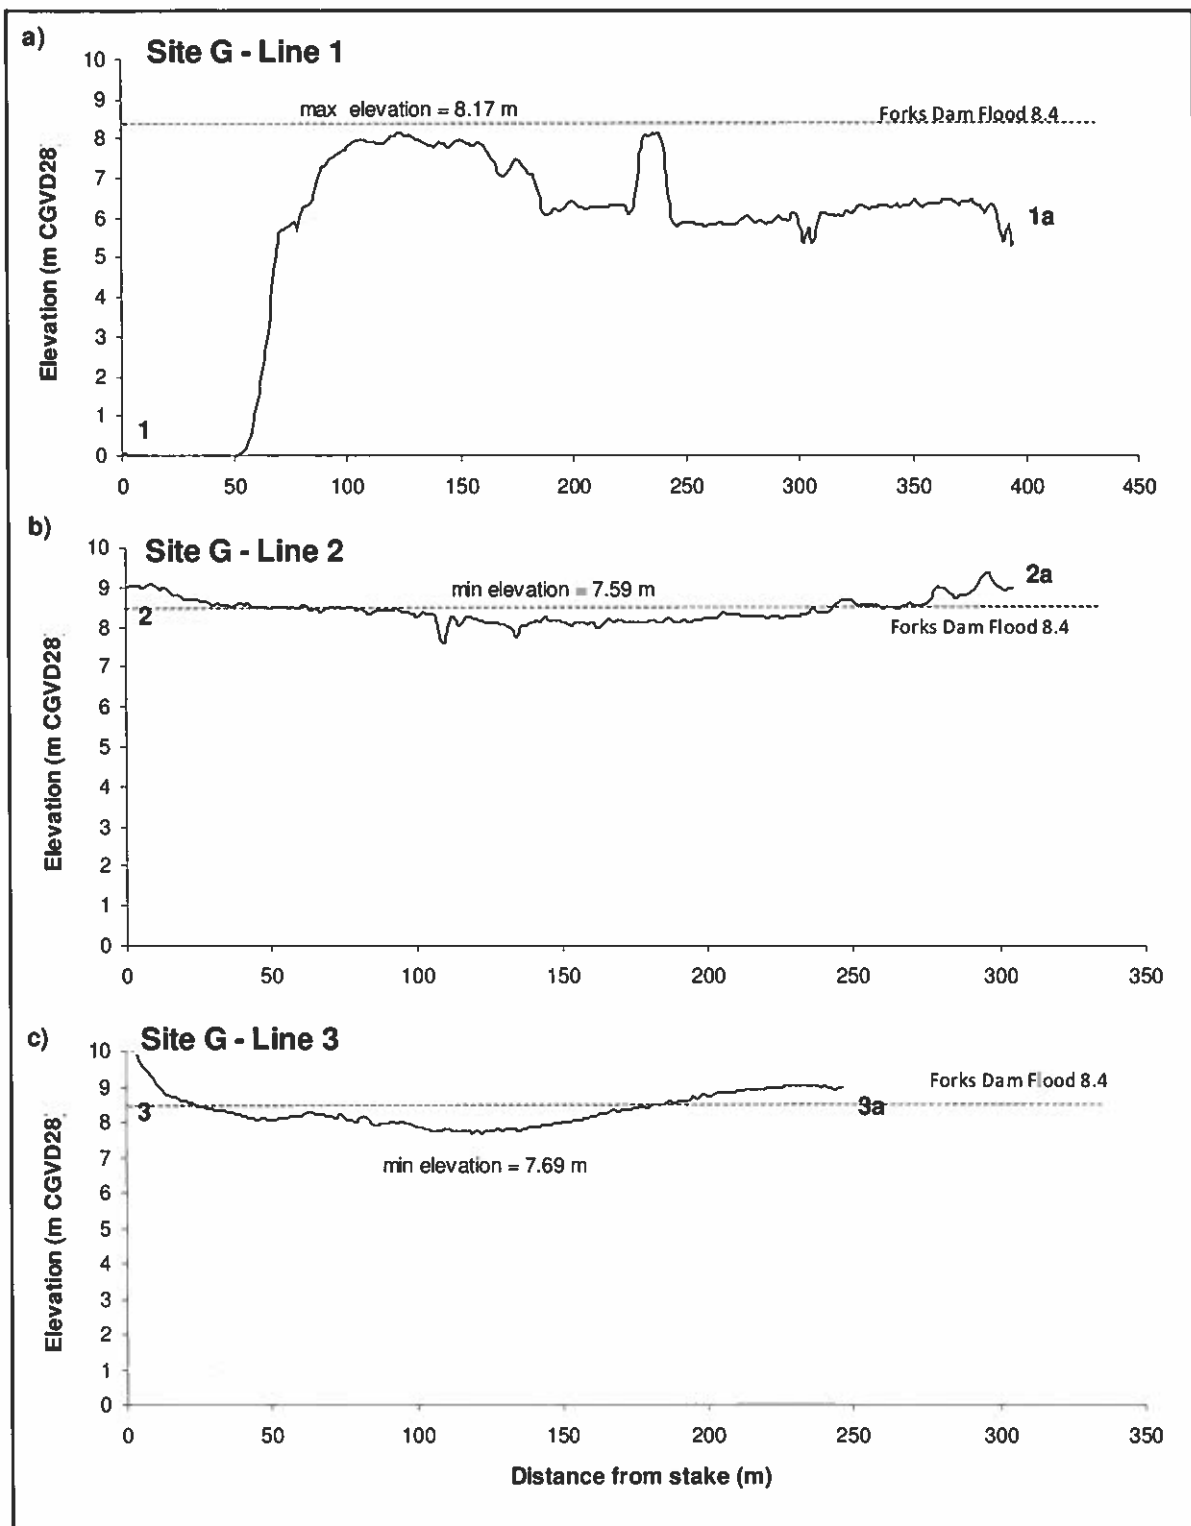 a)
Site G - Line 1
10
9
8
7
6
5
4
3
2
1
0
Elevation (m CGVD28
max elevation = 8.17 m
Forks Dam Flood 8.4
1
1a
0 50 100 150 200 250 300 350 400 450
b)
Site G - Line 2
10
9
8
7
6
5
4
3
2
1
0
Elevation (m CGVD28
min elevation = 7.59 m
2a
2
Forks Dam Flood 8.4
0 50 100 150 200 250 300 350
c)
Site G - Line 3
10
9
8
7
6
5
4
3
2
1
0
Elevation (m CGVD28
Forks Dam Flood 8.4
3
3a
min elevation = 7.69 m
0 50 100 150 200 250 300 350
Distance from stake (m)